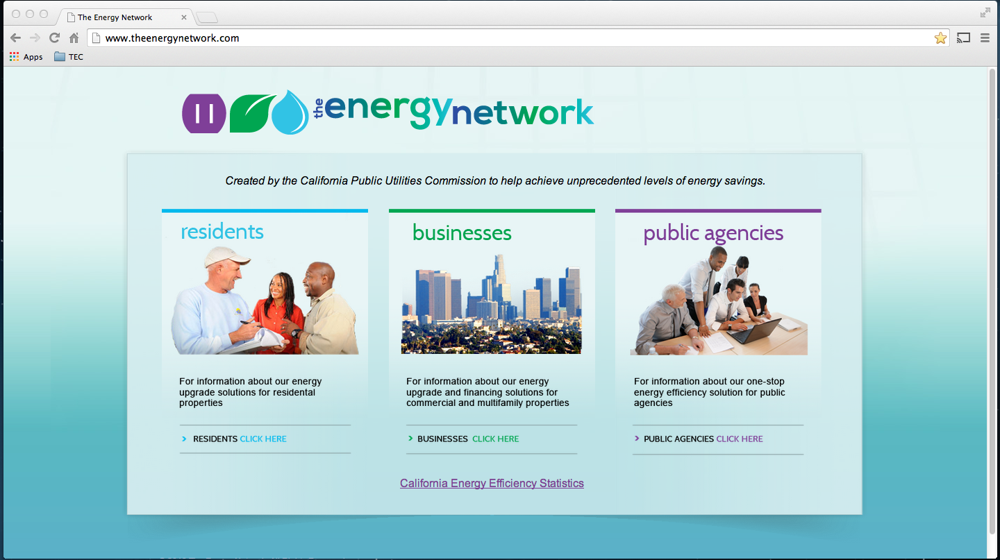 The Energy Network
www.theenergynetwork.com
Apps TEC
the energy network
Created by the California Public Utilities Commission to help achieve unprecedented levels of energy savings.
residents
For information about our energy
upgrade solutions for residental
properties
> RESIDENTS CLICK HERE
businesses
For information about our energy
upgrade and financing solutions for
commercial and multifamily properties
> BUSINESSES CLICK HERE
public agencies
For information about our one-stop
energy efficiency solution for public
agencies
> PUBLIC AGENCIES CLICK HERE
California Energy Efficiency Statistics